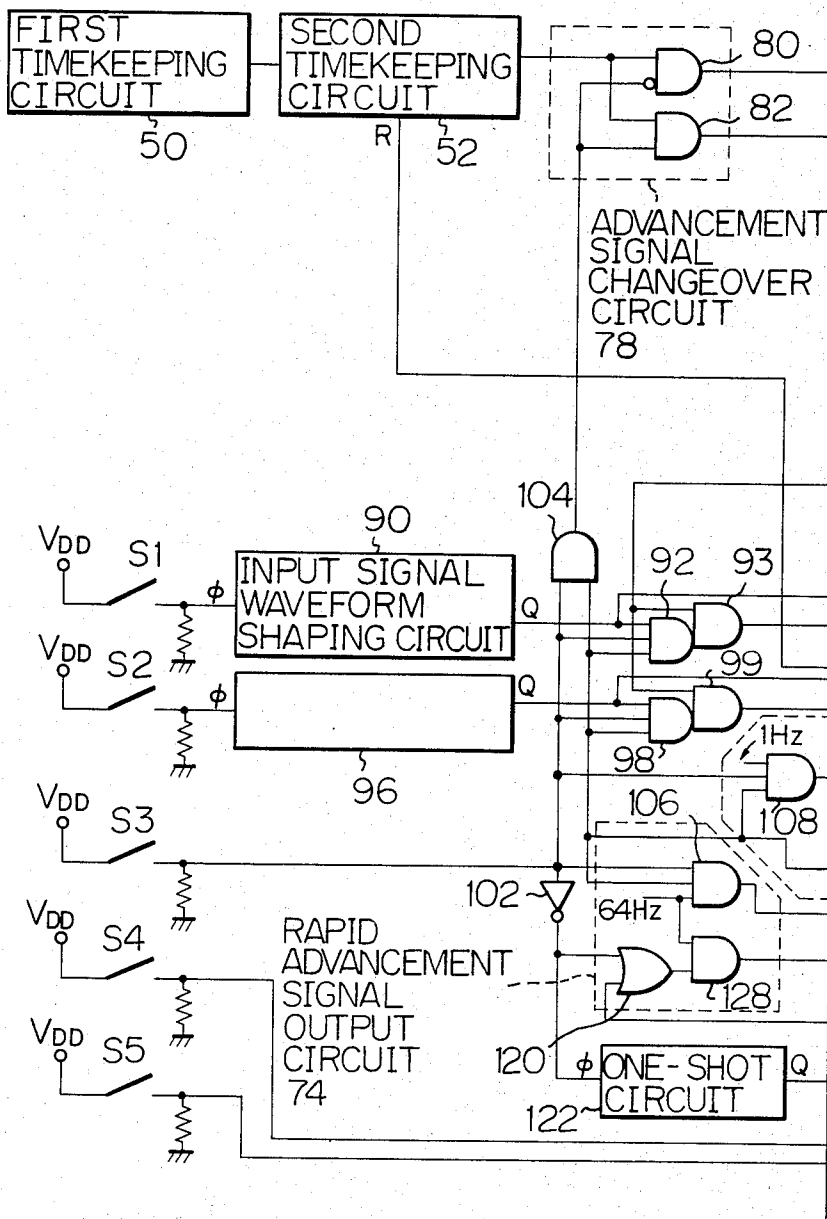 FIRST
TIMEKEEPING
CIRCUIT
50
SECOND
TIMEKEEPING
CIRCUIT
R
52
80
82
ADVANCEMENT
SIGNAL
CHANGEOVER
CIRCUIT
78
104
VDD
S1
ϕ
90
INPUT SIGNAL
WAVEFORM
SHAPING CIRCUIT
Q
92
93
VDD
S2
ϕ
Q
96
99
98
1Hz
108
106
VDD
S3
102
64Hz
VDD
S4
RAPID
ADVANCEMENT
SIGNAL
OUTPUT
CIRCUIT
74
128
120
VDD
S5
ϕ
ONE-SHOT
CIRCUIT
Q
122